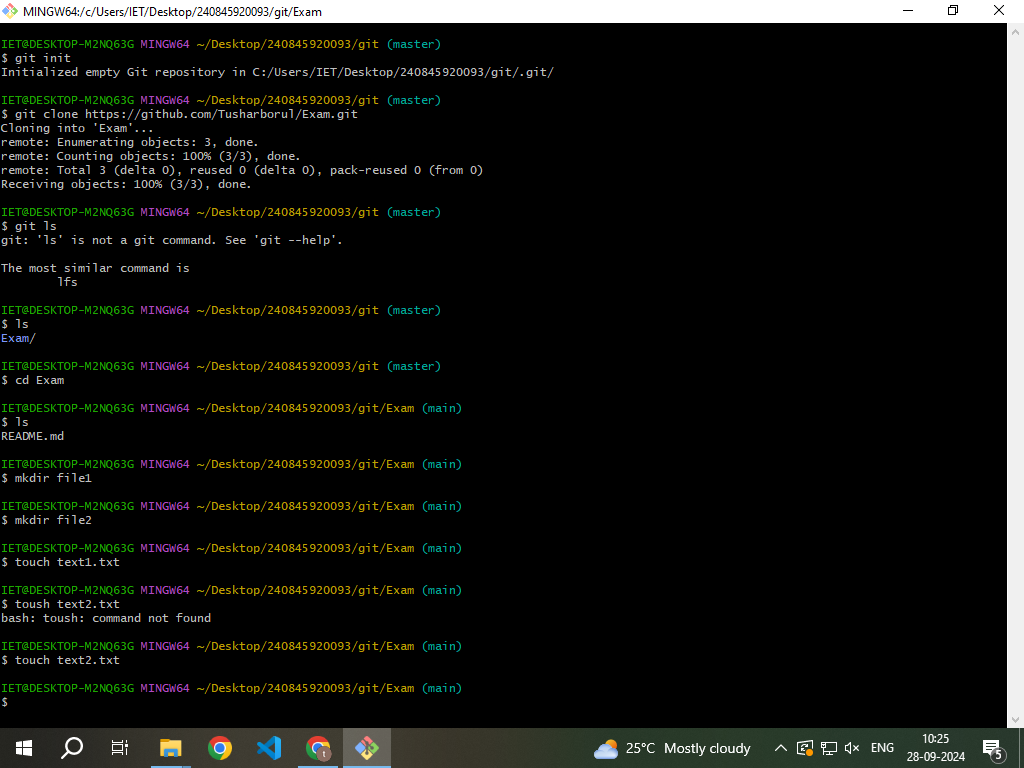 MINGW64:/c/Users/IET/Desktop/240845920093/git/Exam
IET@DESKTOP-M2NQ63G MINGW64 ~/Desktop/240845920093/git (master)
$ git init
Initialized empty Git repository in C:/Users/IET/Desktop/240845920093/git/.git/
IET@DESKTOP-M2NQ63G MINGW64 ~/Desktop/240845920093/git (master)
$ git clone https://github.com/Tusharborul/Exam.git
Cloning into 'Exam'...
remote: Enumerating objects: 3, done.
remote: Counting objects: 100% (3/3), done.
remote: Total 3 (delta 0), reused 0 (delta 0), pack-reused 0 (from 0)
Receiving objects: 100% (3/3), done.
IET@DESKTOP-M2NQ63G MINGW64 ~/Desktop/240845920093/git (master)
$ git ls
git: 'ls' is not a git command. See 'git --help'.
The most similar command is
lfs
IET@DESKTOP-M2NQ63G MINGW64 ~/Desktop/240845920093/git (master)
$ ls
Exam/
IET@DESKTOP-M2NQ63G MINGW64 ~/Desktop/240845920093/git (master)
$ cd Exam
IET@DESKTOP-M2NQ63G MINGW64 ~/Desktop/240845920093/git/Exam (main)
$ ls
README.md
IET@DESKTOP-M2NQ63G MINGW64 ~/Desktop/240845920093/git/Exam (main)
$ mkdir file1
IET@DESKTOP-M2NQ63G MINGW64 ~/Desktop/240845920093/git/Exam (main)
$ mkdir file2
IET@DESKTOP-M2NQ63G MINGW64 ~/Desktop/240845920093/git/Exam (main)
$ touch text1.txt
IET@DESKTOP-M2NQ63G MINGW64 ~/Desktop/240845920093/git/Exam (main)
$ toush text2.txt
bash: toush: command not found
IET@DESKTOP-M2NQ63G MINGW64 ~/Desktop/240845920093/git/Exam (main)
$ touch text2.txt
IET@DESKTOP-M2NQ63G MINGW64 ~/Desktop/240845920093/git/Exam (main)
$
25°C Mostly cloudy
ENG
10:25
28-09-2024
5